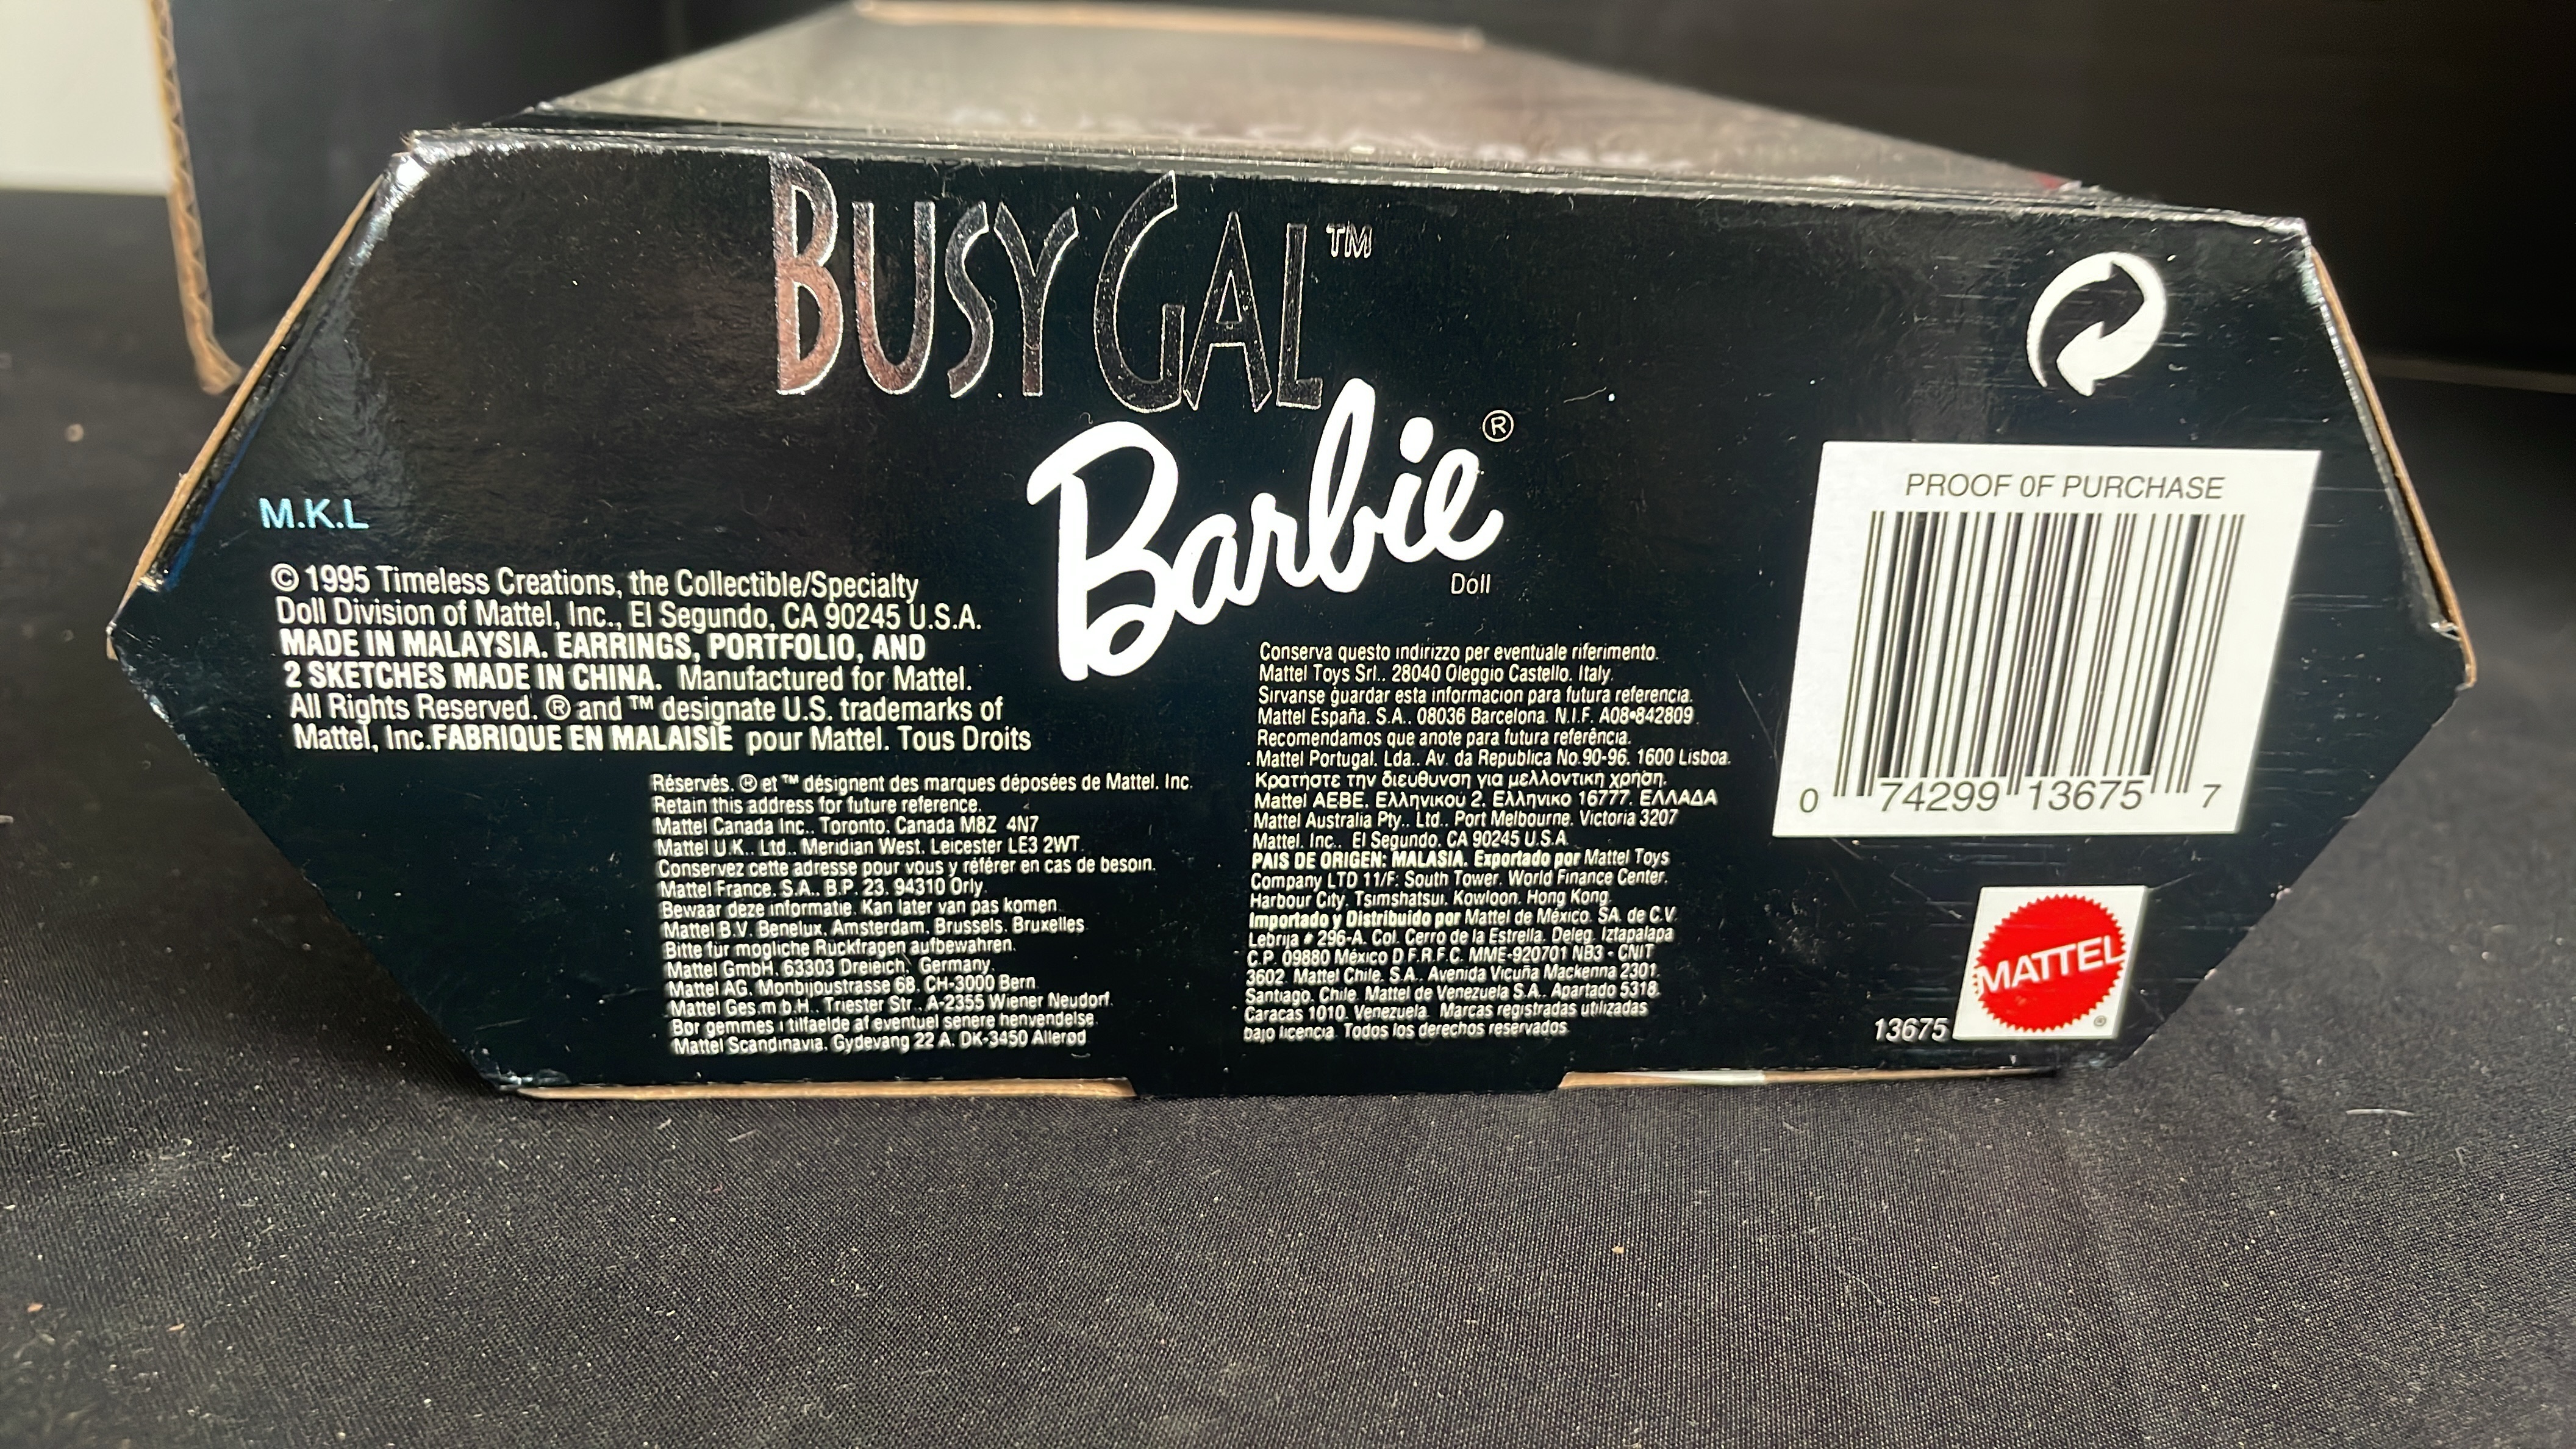 BUSY GAL™
Barbie®
Doll
M.K.L
© 1995 Timeless Creations, the Collectible/Specialty
Doll Division of Mattel, Inc., El Segundo, CA 90245 U.S.A.
MADE IN MALAYSIA. EARRINGS, PORTFOLIO, AND
2 SKETCHES MADE IN CHINA. Manufactured for Mattel.
All Rights Reserved. ® and ™ designate U.S. trademarks of
Mattel, Inc.FABRIQUE EN MALAISIE pour Mattel. Tous Droits
Réservés. ® et ™ désignent des marques déposées de Mattel, Inc.
Retain this address for future reference.
Mattel Canada Inc., Toronto, Canada M8Z 4N7
Mattel U.K., Ltd., Meridian West, Leicester LE3 2WT.
Conservez cette adresse pour vous y référer en cas de besoin.
Mattel France, S.A., B.P. 23, 94310 Orly.
Bewaar deze informatie. Kan later van pas komen.
Mattel B.V. Benelux, Amsterdam, Brussels, Bruxelles.
Bitte für mögliche Rückfragen aufbewahren.
Mattel GmbH, 63303 Dreieich, Germany.
Mattel AG, Monbijoustrasse 68, CH-3000 Bern.
Mattel Ges.m.b.H., Triester Str., A-2355 Wiener Neudorf.
Bør gemmes i tilfaelde af eventuel senere henvendelse.
Mattel Scandinavia, Gydevang 22 A, DK-3450 Allerød.
Conserva questo indirizzo per eventuale riferimento.
Mattel Toys Srl., 28040 Oleggio Castello, Italy.
Sirvanse guardar esta informacion para futura referencia.
Mattel España, S.A., 08036 Barcelona. N.I.F. A08-842809.
Recomendamos que anote para futura referência.
Mattel Portugal, Lda., Av. da Republica No.90-96, 1600 Lisboa.
Κρατήστε την διευθυνση για μελλοντική χρήση.
Mattel AEBE, Ελληνικού 2, Ελληνικο 16777, ΕΛΛΑΔΑ
Mattel Australia Pty., Ltd., Port Melbourne, Victoria 3207
Mattel, Inc., El Segundo, CA 90245 U.S.A.
PAIS DE ORIGEN: MALASIA. Exportado por Mattel Toys
Company LTD 11/F. South Tower, World Finance Center,
Harbour City, Tsimshatsui, Kowloon, Hong Kong.
Importado y Distribuido por Mattel de México, SA. de C.V.
Lebrija # 296-A, Col. Cerro de la Estrella, Deleg. Iztapalapa
C.P. 09880 México D.F.R.F.C. MME-920701 NB3 - CNIT
3602. Mattel Chile, S.A., Avenida Vicuña Mackenna 2301,
Santiago, Chile. Mattel de Venezuela S.A., Apartado 5318,
Caracas 1010, Venezuela. Marcas registradas utilizadas
bajo licencia. Todos los derechos reservados.
PROOF OF PURCHASE
0 74299 13675 7
MATTEL®
13675